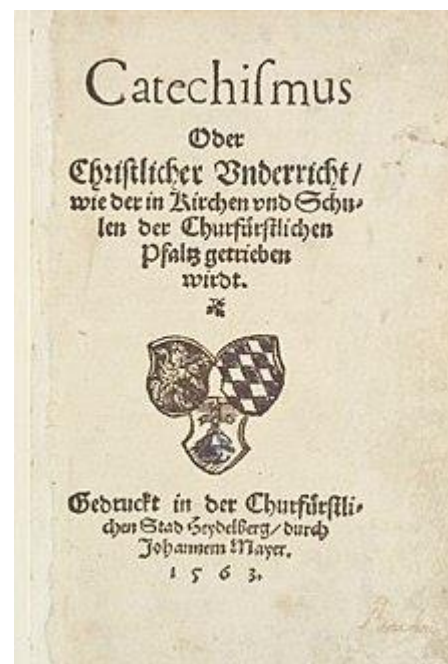 Catechiſmus
Oder
Chriſtlicher Vnderricht/
wie der in Kirchen vnd Schu-
len der Churfürſtlichen
Pfaltz getrieben
wirdt.
Gedruckt in der Churfürſtli-
chen Stad Heydelberg/ durch
Johannem Mayer.
1 5 6 3.